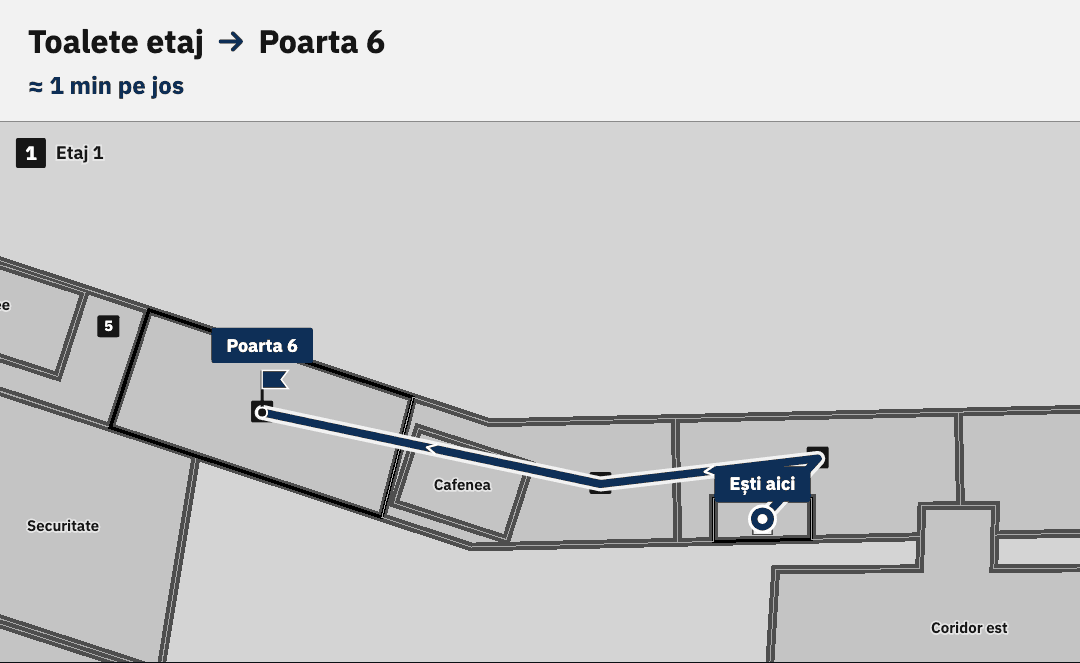 Toalete etaj → Poarta 6
≈ 1 min pe jos
1 Etaj 1
5
Poarta 6
Cafenea
Ești aici
Securitate
Coridor est